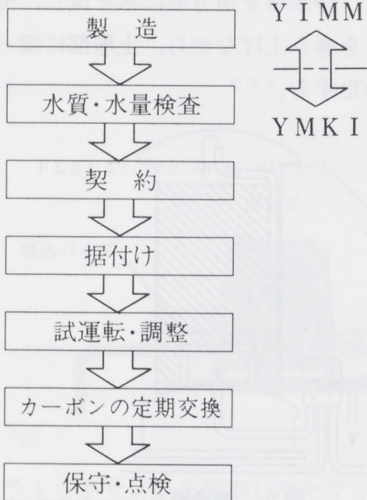 製造
YIMM
水質・水量検査
YMKI
契約
据付け
試運転・調整
カーボンの定期交換
保守・点検